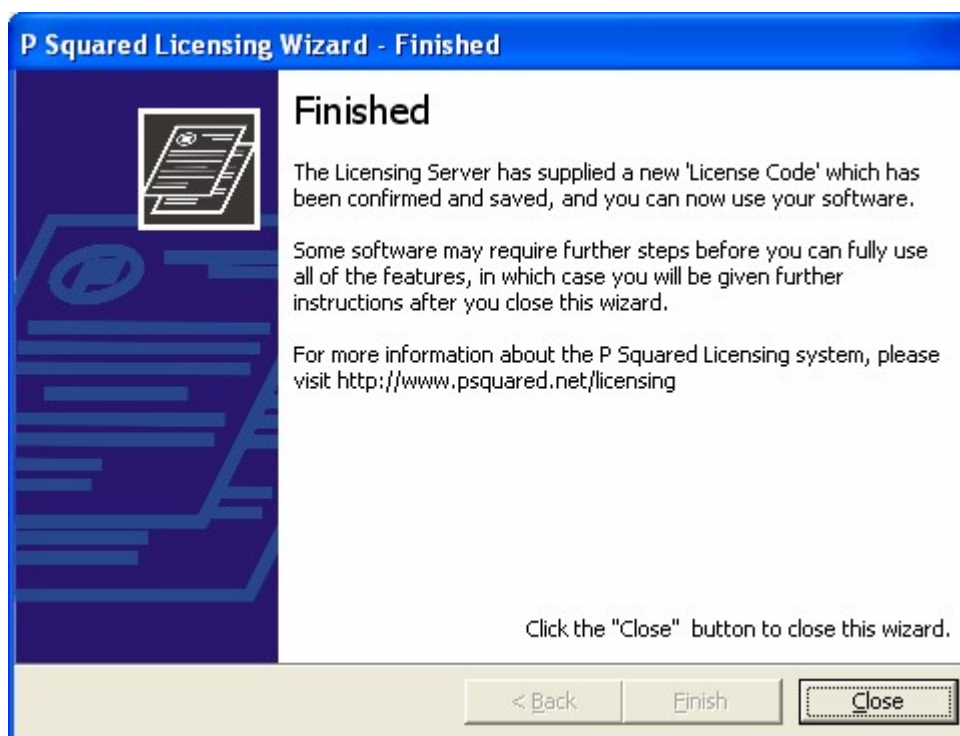 P Squared Licensing Wizard - Finished
Finished
The Licensing Server has supplied a new 'License Code' which has
been confirmed and saved, and you can now use your software.
Some software may require further steps before you can fully use
all of the features, in which case you will be given further
instructions after you close this wizard.
For more information about the P Squared Licensing system, please
visit http://www.psquared.net/licensing
Click the "Close"  button to close this wizard.
< Back
Finish
Close